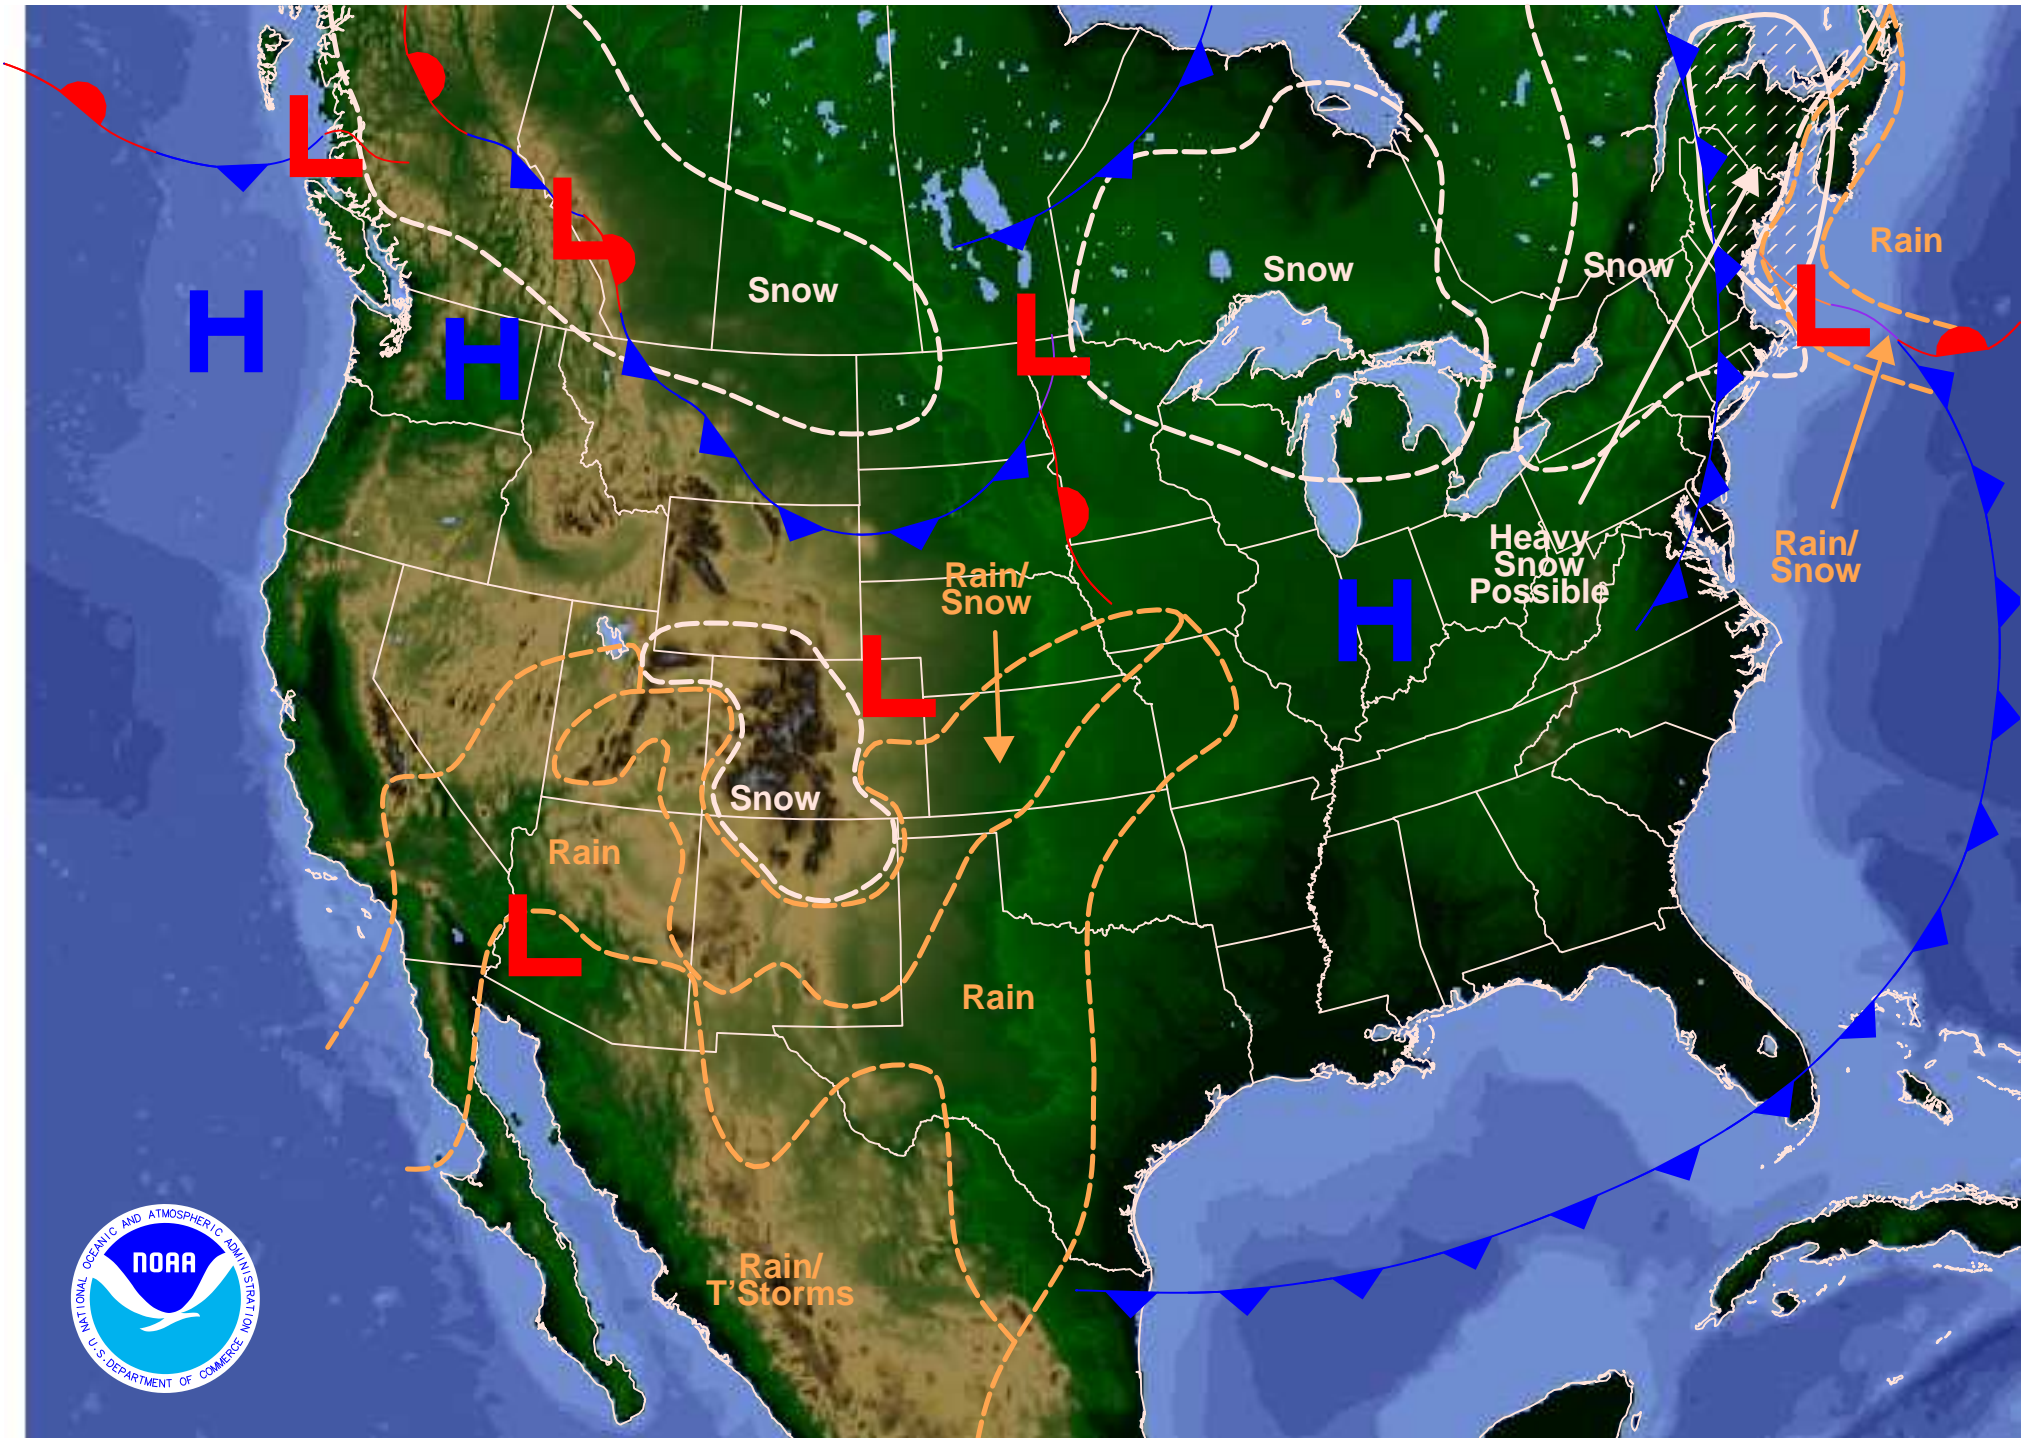 Rain
Snow
Snow
Snow
L
L
L
L
H
H
Heavy
Snow
Possible
Rain/
Snow
Rain/
Snow
H
L
Snow
Rain
L
Rain
Rain/
T'Storms
NATIONAL OCEANIC AND ATMOSPHERIC ADMINISTRATION
NOAA
U.S. DEPARTMENT OF COMMERCE